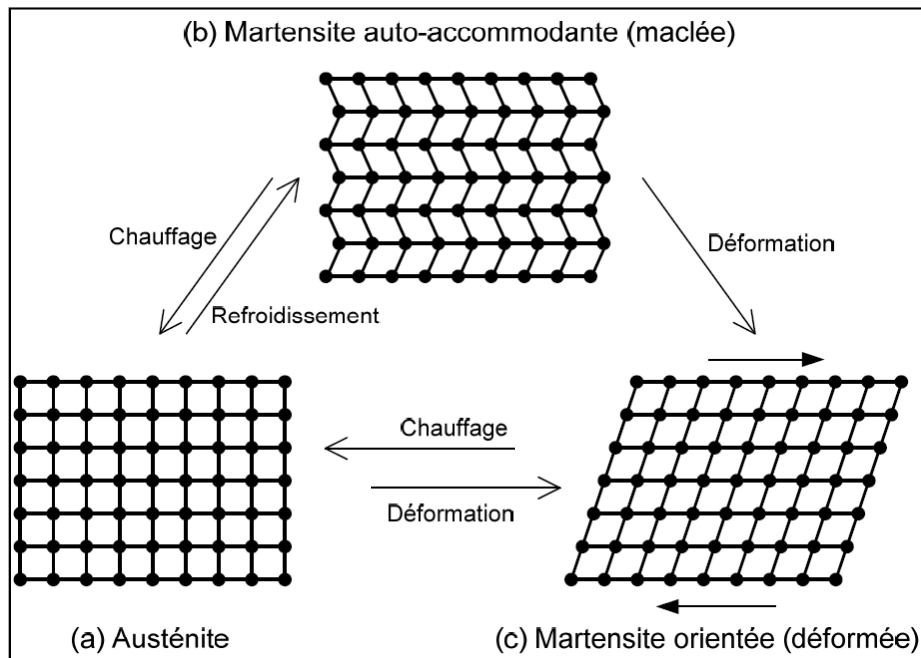 (b) Martensite auto-accommodante (maclée)
Chauffage
Refroidissement
Déformation
Chauffage
Déformation
(a) Austénite
(c) Martensite orientée (déformée)